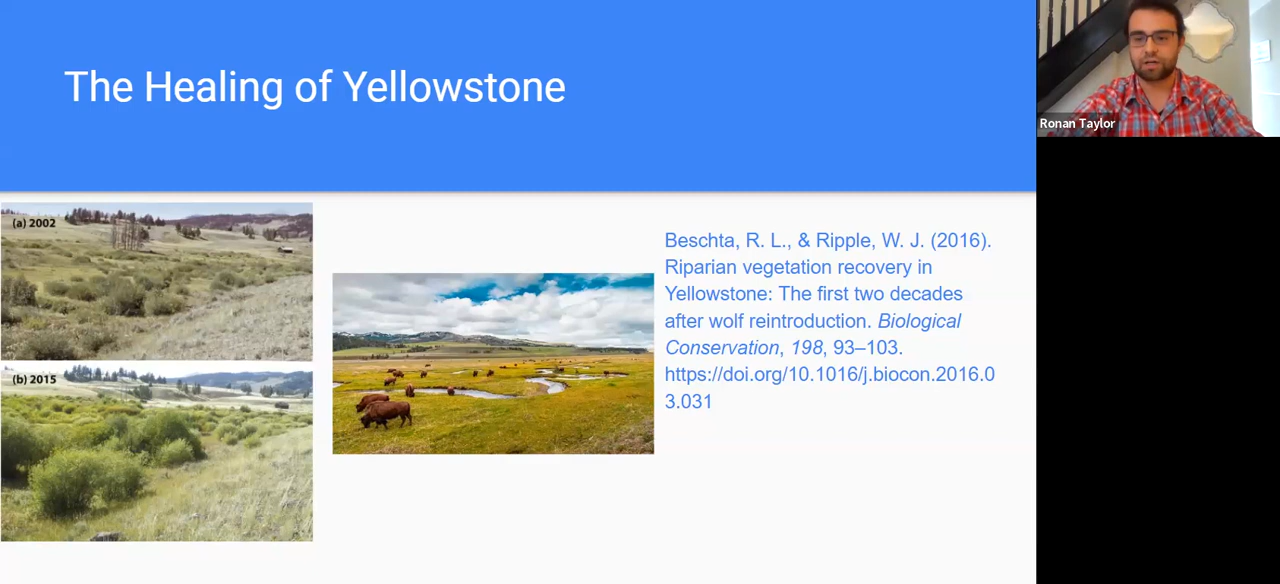 The Healing of Yellowstone
Ronan Taylor
(a) 2002
(b) 2015
Beschta, R. L., & Ripple, W. J. (2016).
Riparian vegetation recovery in
Yellowstone: The first two decades
after wolf reintroduction. Biological
Conservation, 198, 93–103.
https://doi.org/10.1016/j.biocon.2016.0
3.031